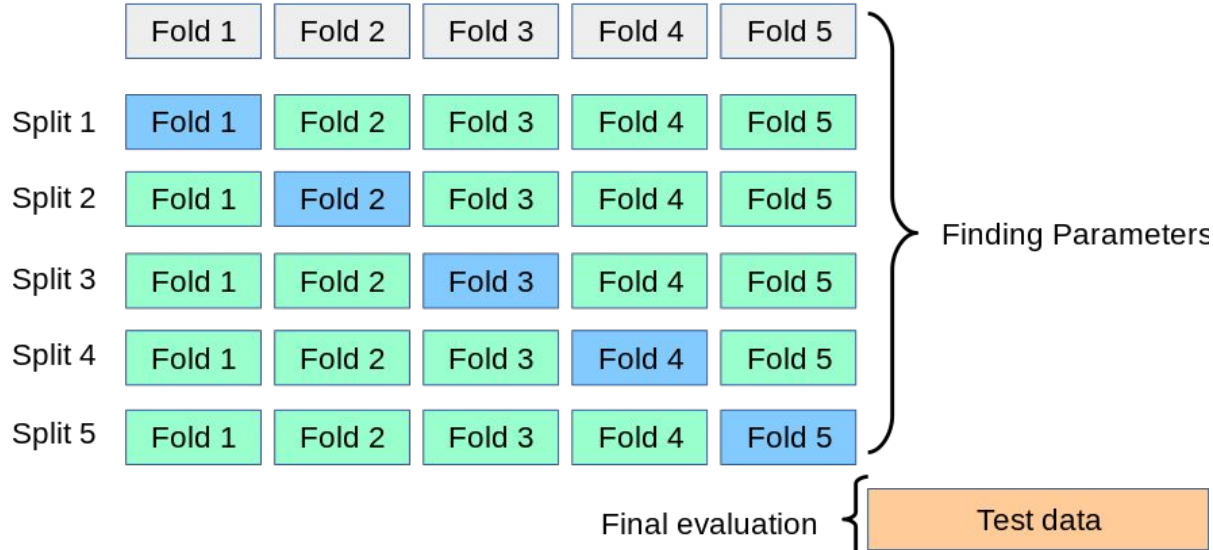 Fold 1 Fold 2 Fold 3 Fold 4 Fold 5
Split 1 Fold 1 Fold 2 Fold 3 Fold 4 Fold 5
Split 2 Fold 1 Fold 2 Fold 3 Fold 4 Fold 5
Finding Parameters
Split 3 Fold 1 Fold 2 Fold 3 Fold 4 Fold 5
Split 4 Fold 1 Fold 2 Fold 3 Fold 4 Fold 5
Split 5 Fold 1 Fold 2 Fold 3 Fold 4 Fold 5
Final evaluation Test data